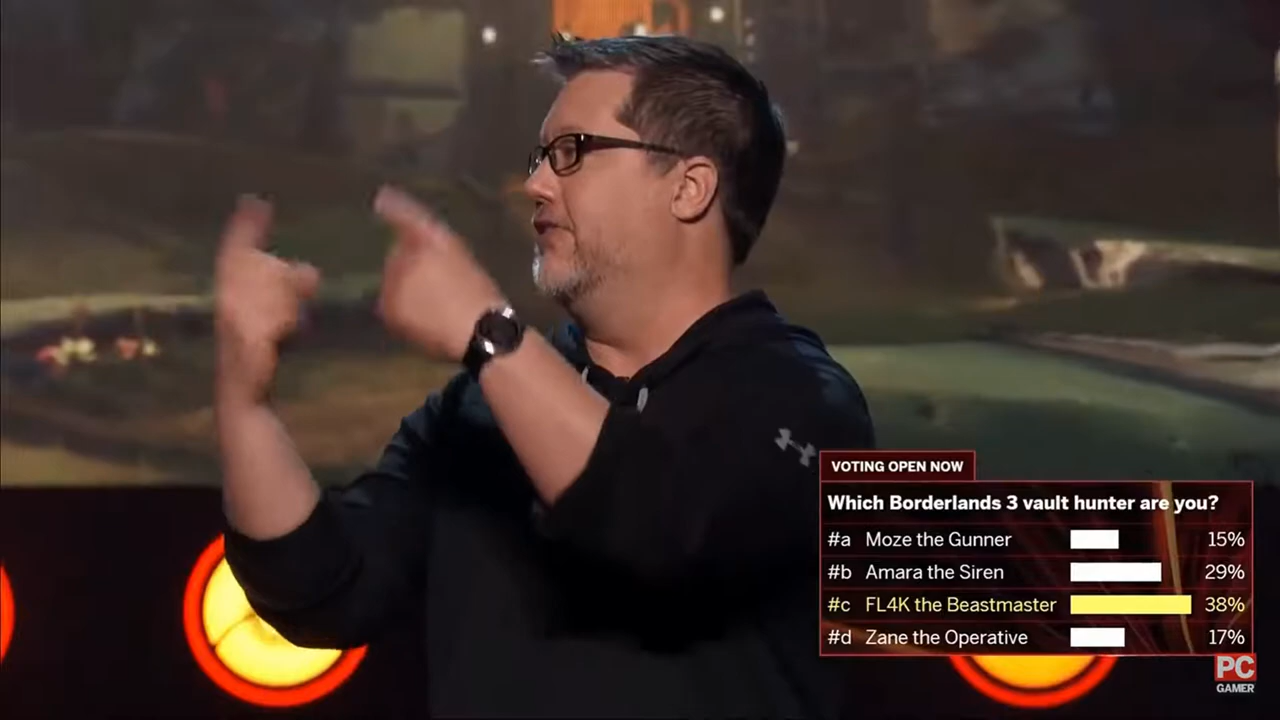 VOTING OPEN NOW
Which Borderlands 3 vault hunter are you?
#a Moze the Gunner 15%
#b Amara the Siren 29%
#c FL4K the Beastmaster 38%
#d Zane the Operative 17%
PC
GAMER